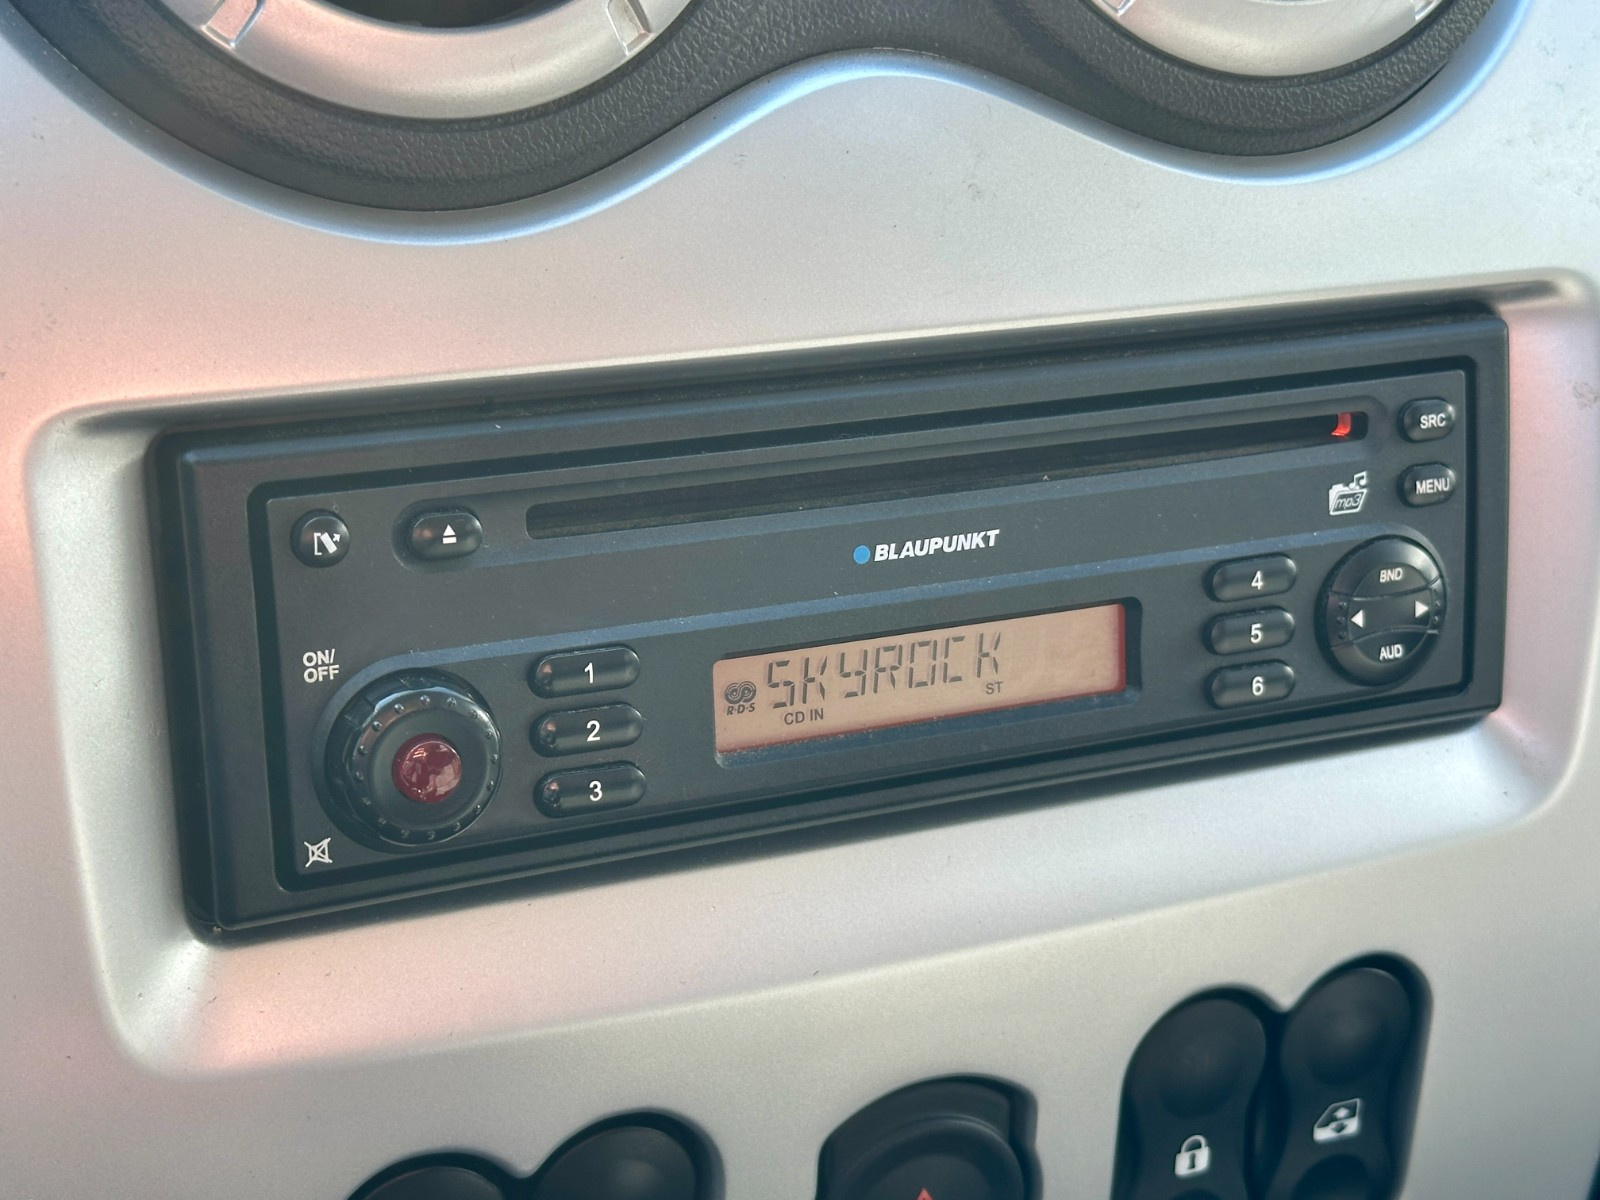 SRC
MENU
mp3
BLAUPUNKT
ON/
OFF
1
2
3
R·D·S
SKYROCK
CD IN
ST
4
5
6
BND
AUD